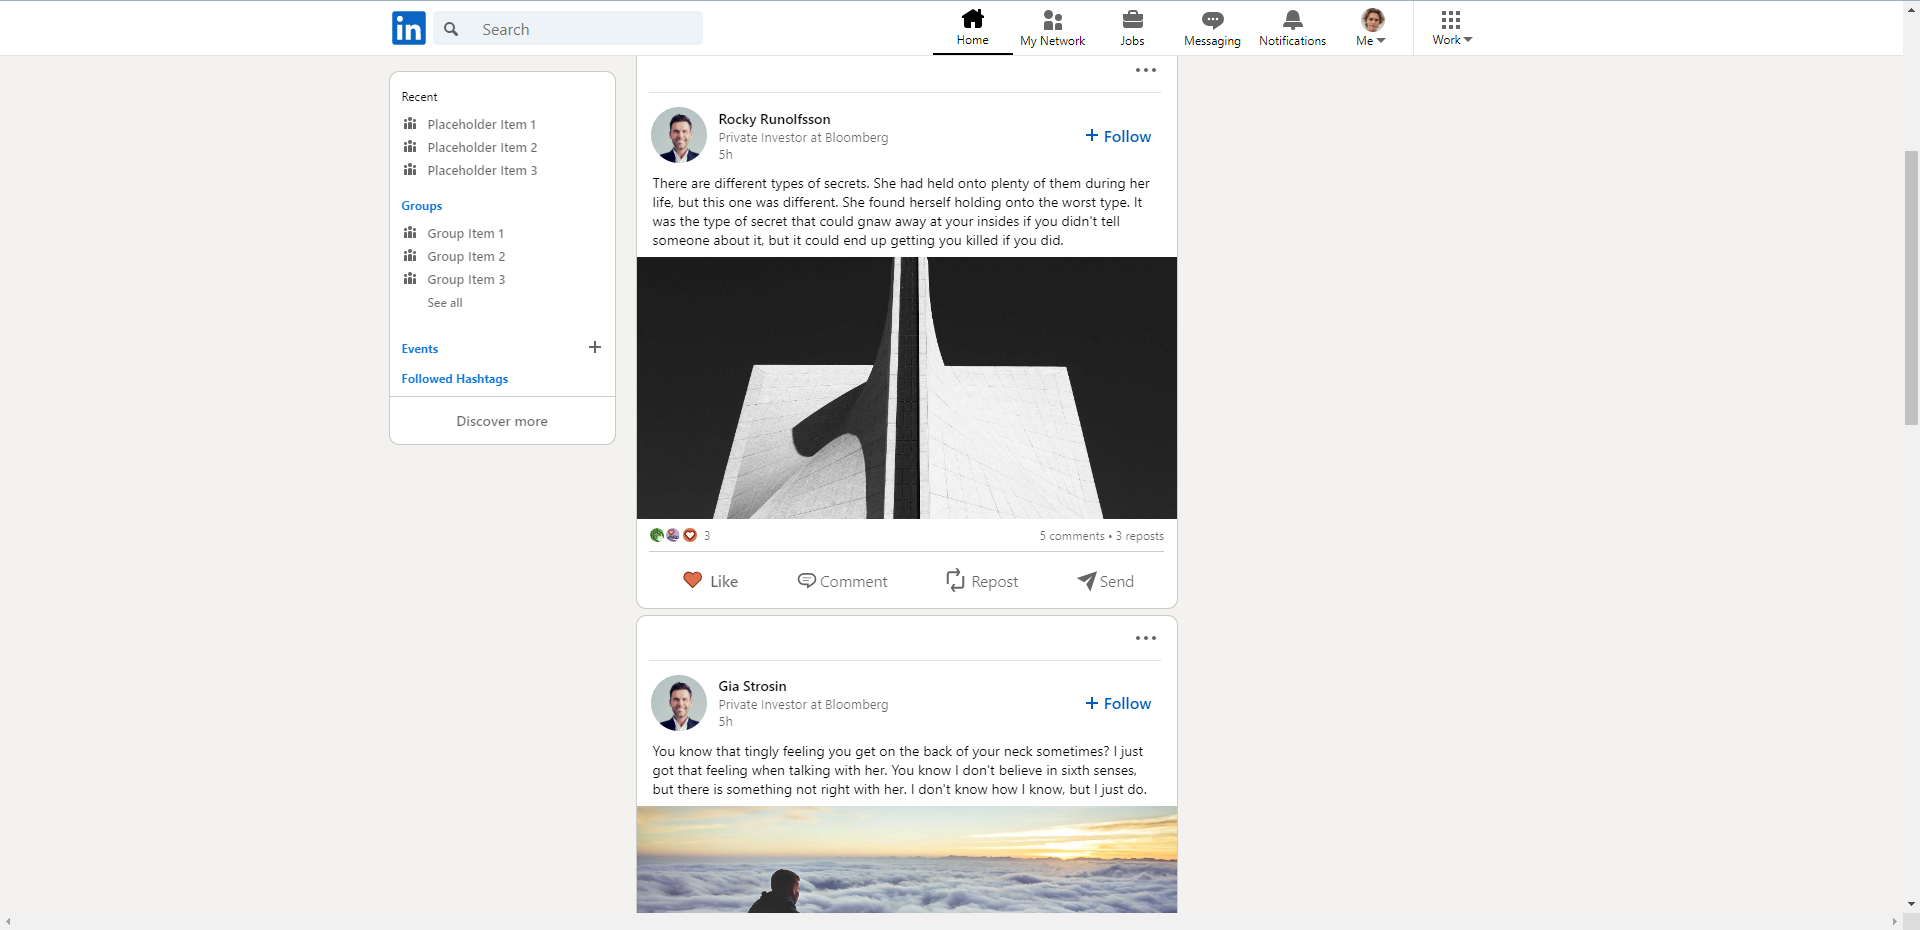 in
Search
Home
My Network
Jobs
Messaging
Notifications
Me
Work
Recent
Placeholder Item 1
Placeholder Item 2
Placeholder Item 3
Groups
Group Item 1
Group Item 2
Group Item 3
See all
Events
Followed Hashtags
Discover more
Rocky Runolfsson
Private Investor at Bloomberg
5h
+ Follow
There are different types of secrets. She had held onto plenty of them during her
life, but this one was different. She found herself holding onto the worst type. It
was the type of secret that could gnaw away at your insides if you didn't tell
someone about it, but it could end up getting you killed if you did.
3
5 comments • 3 reposts
Like
Comment
Repost
Send
Gia Strosin
Private Investor at Bloomberg
5h
+ Follow
You know that tingly feeling you get on the back of your neck sometimes? I just
got that feeling when talking with her. You know I don't believe in sixth senses,
but there is something not right with her. I don't know how I know, but I just do.